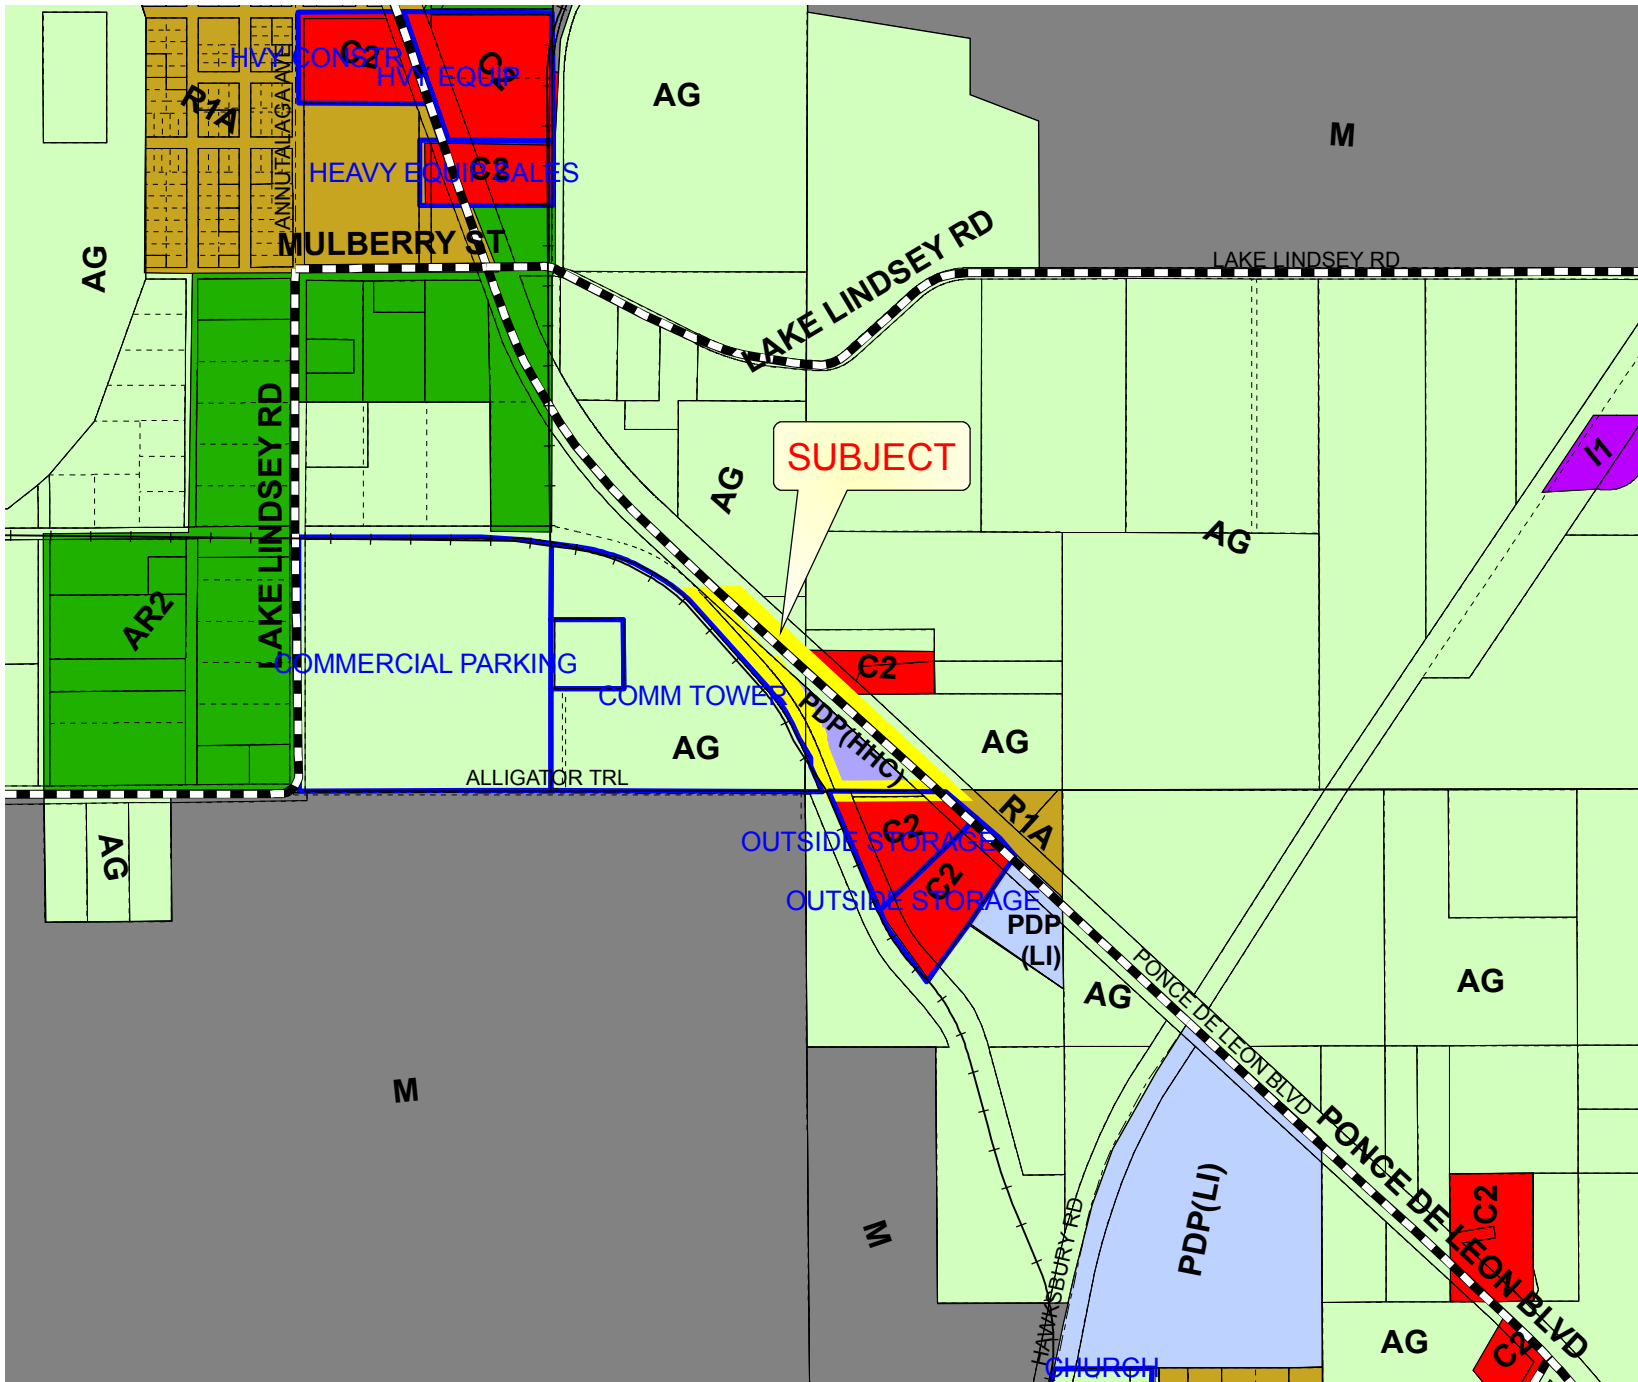 C2
C2
HVY CONSTR
HVY EQUIP
R1A
AG
M
ANNUTALAGA AVE
C2
HEAVY EQUIP SALES
MULBERRY ST
AG
LAKE LINDSEY RD
LAKE LINDSEY RD
LAKE LINDSEY RD
SUBJECT
AG
I1
AG
AR2
COMMERCIAL PARKING
C2
COMM TOWER
PDP(HHC)
AG
AG
ALLIGATOR TRL
R1A
C2
OUTSIDE STORAGE
AG
C2
OUTSIDE STORAGE
PDP
(LI)
AG
AG
PONCE DE LEON BLVD
M
PONCE DE LEON BLVD
PDP(LI)
M
C2
HAWKSBURY RD
AG
C2
CHURCH